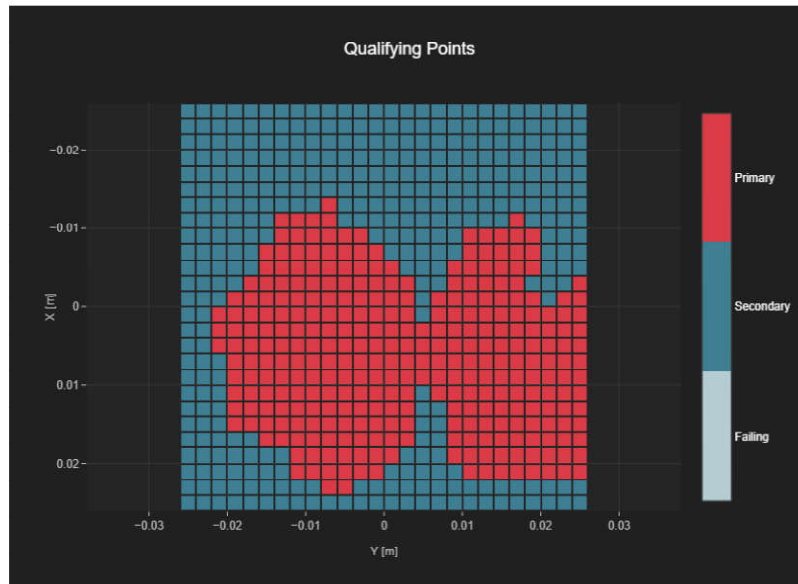 Qualifying Points
Primary
Secondary
Failing
X [m]
−0.02
−0.01
0
0.01
0.02
−0.03
−0.02
−0.01
0
0.01
0.02
0.03
Y [m]